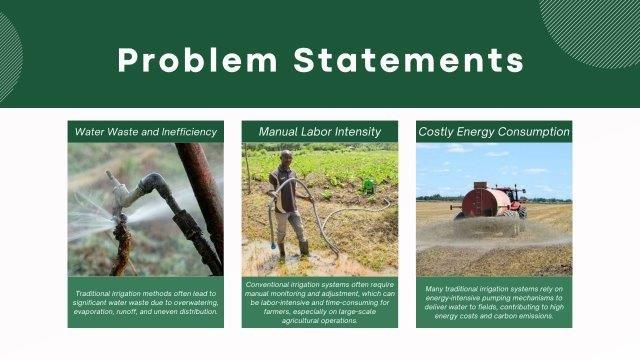 Problem Statements
Water Waste and Inefficiency
Traditional irrigation methods often lead to
significant water waste due to overwatering,
evaporation, runoff, and uneven distribution.
Manual Labor Intensity
Conventional irrigation systems often require
manual monitoring and adjustment, which can
be labor-intensive and time-consuming for
farmers, especially on large-scale
agricultural operations.
Costly Energy Consumption
Many traditional irrigation systems rely on
energy-intensive pumping mechanisms to
deliver water to fields, contributing to high
energy costs and carbon emissions.